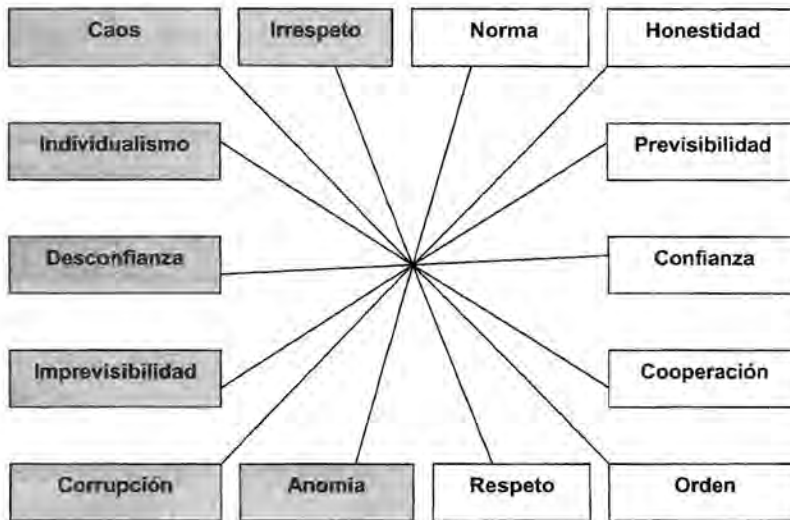 Caos
Irrespeto
Norma
Honestidad
Individualismo
Previsibilidad
Desconfianza
Confianza
Imprevisibilidad
Cooperación
Corrupción
Anomia
Respeto
Orden